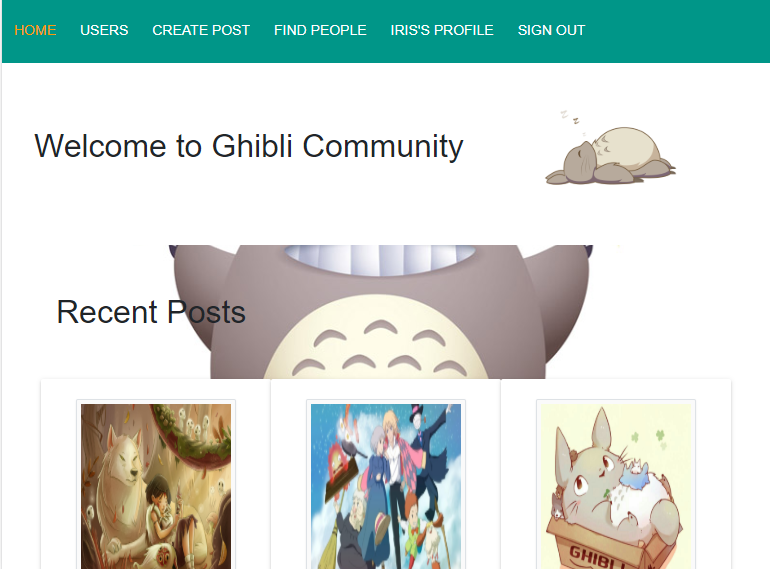 HOME USERS CREATE POST FIND PEOPLE IRIS'S PROFILE SIGN OUT
z z z
Welcome to Ghibli Community
Recent Posts
GHIBLI